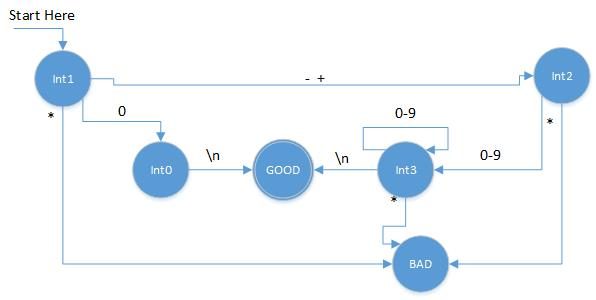 Start Here
Int1
- +
Int2
*
0
*
0-9
\n
\n
0-9
Int0
GOOD
Int3
*
BAD